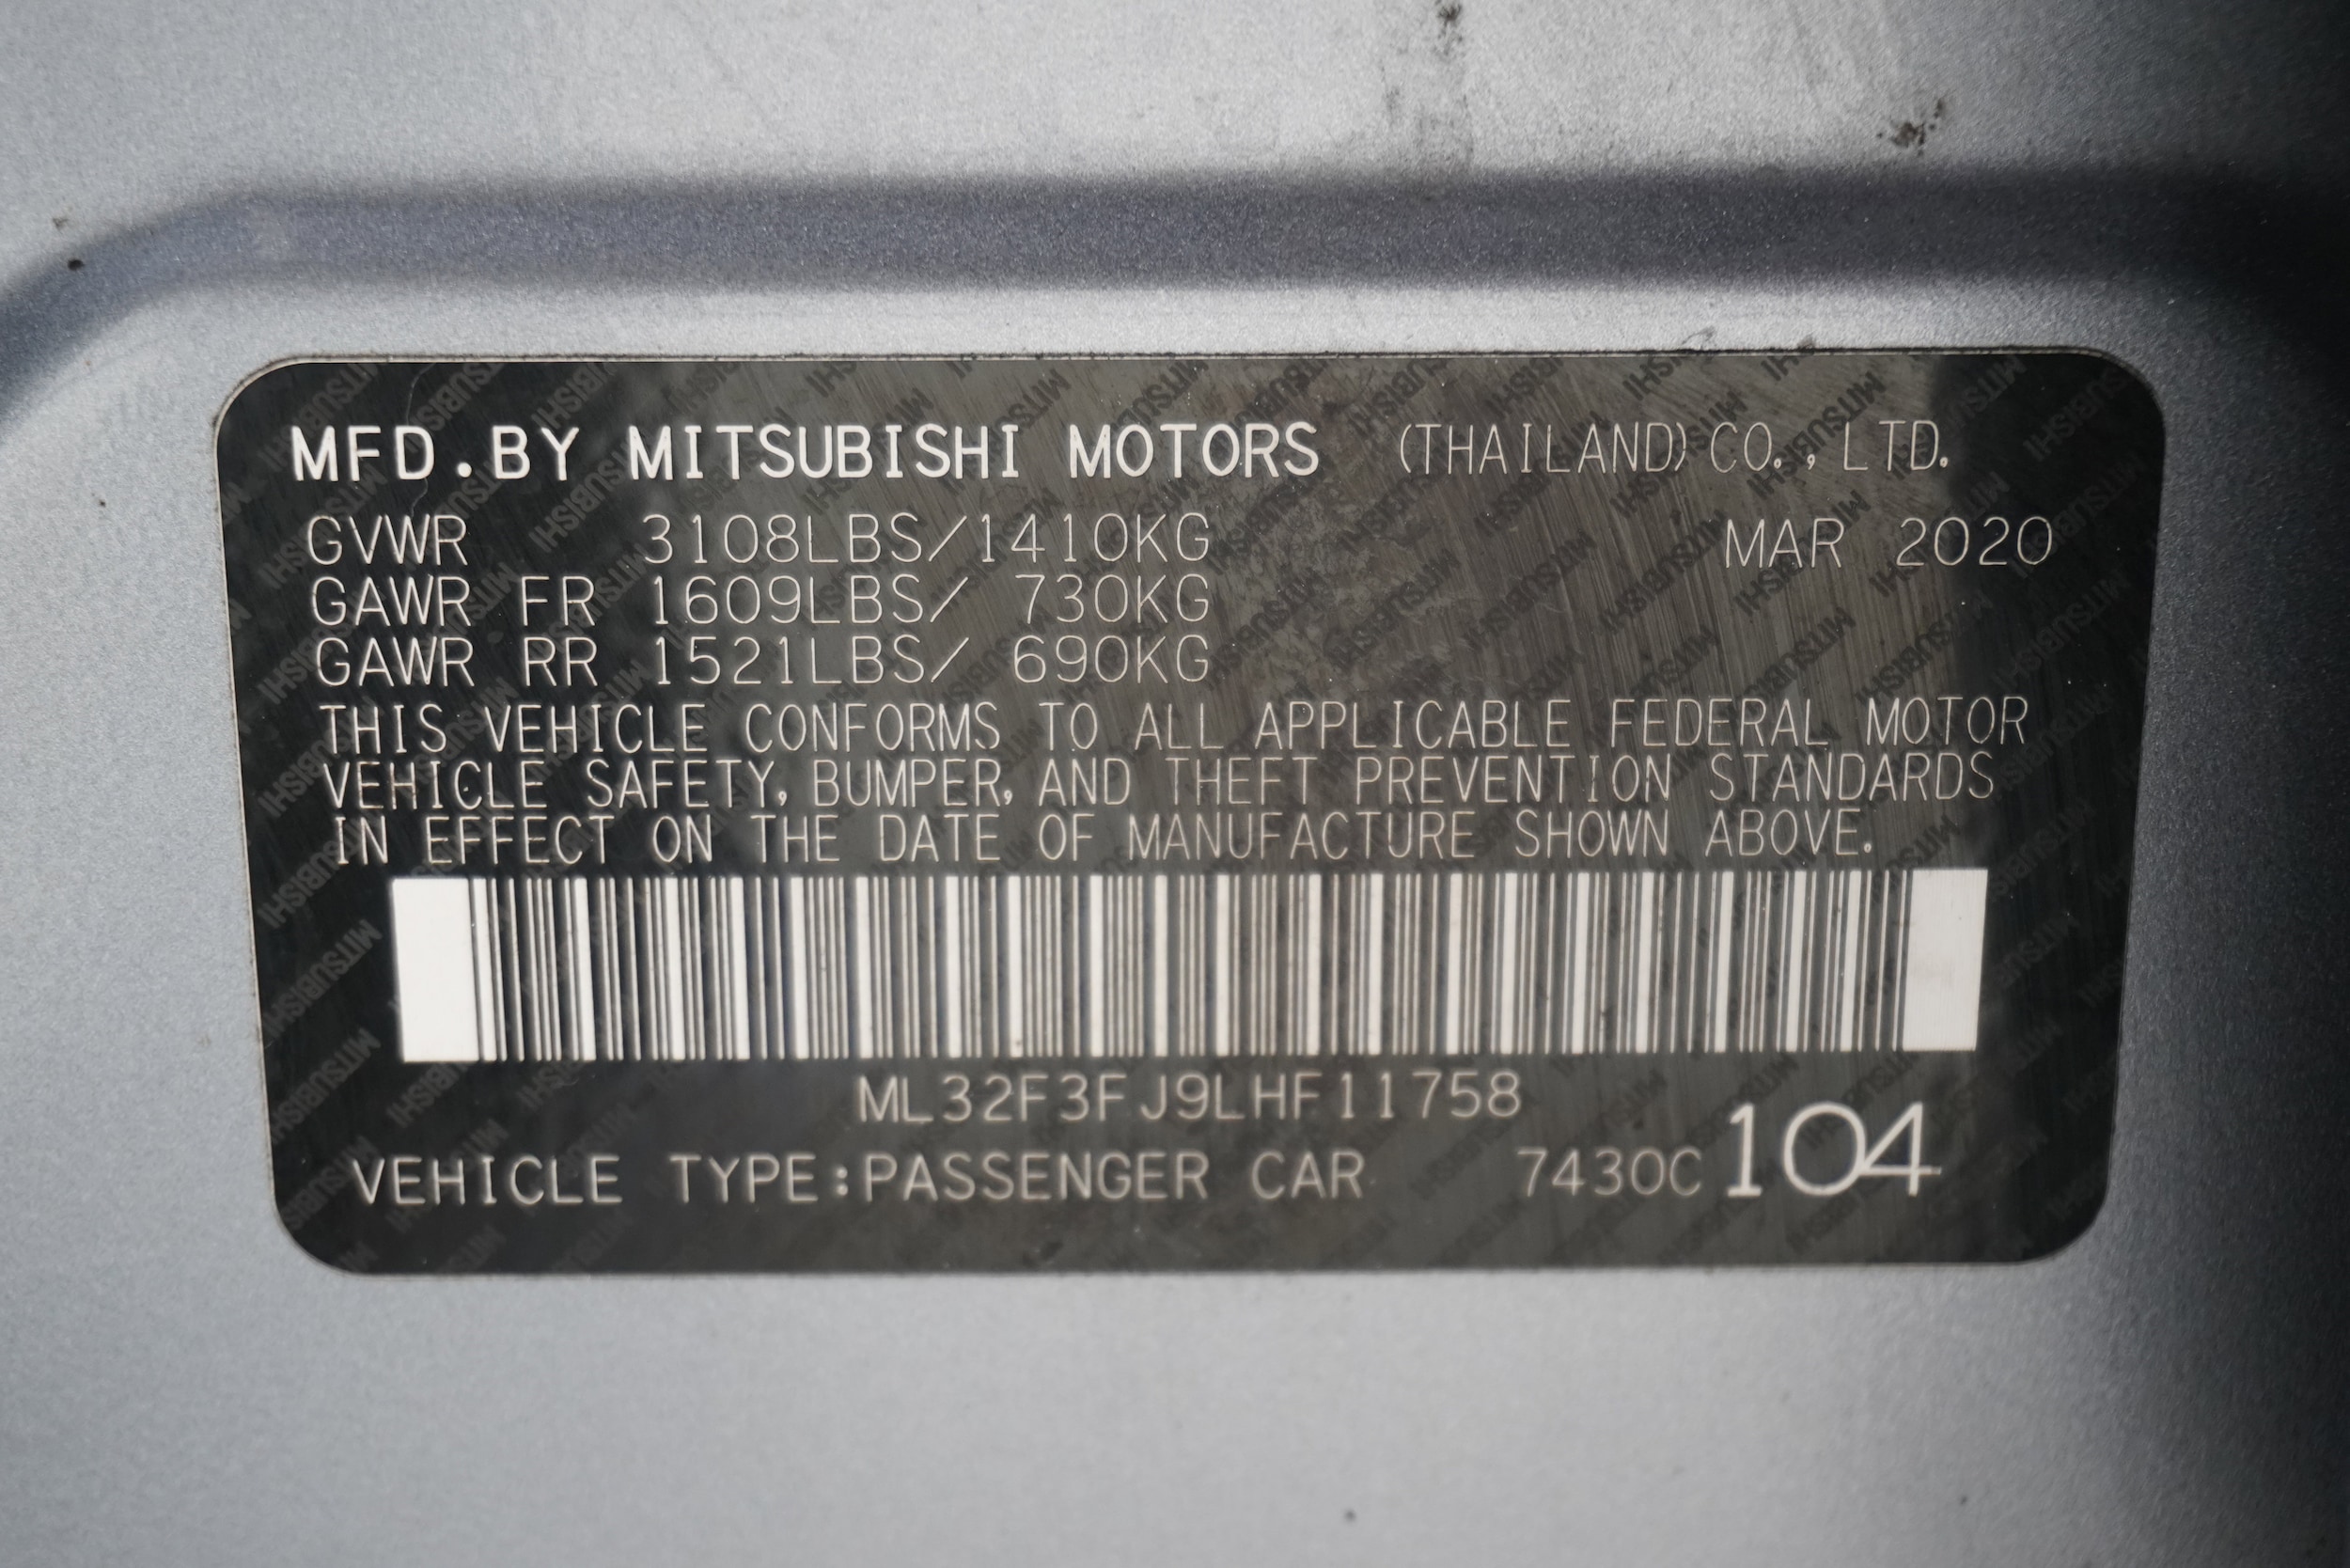 MFD.BY MITSUBISHI MOTORS (THAILAND) CO., LTD.
GVWR 3108LBS/1410KG MAR 2020
GAWR FR 1609LBS/ 730KG
GAWR RR 1521LBS/ 690KG
THIS VEHICLE CONFORMS TO ALL APPLICABLE FEDERAL MOTOR
VEHICLE SAFETY, BUMPER, AND THEFT PREVENTION STANDARDS
IN EFFECT ON THE DATE OF MANUFACTURE SHOWN ABOVE.
ML32F3FJ9LHF11758
VEHICLE TYPE:PASSENGER CAR 7430C 104